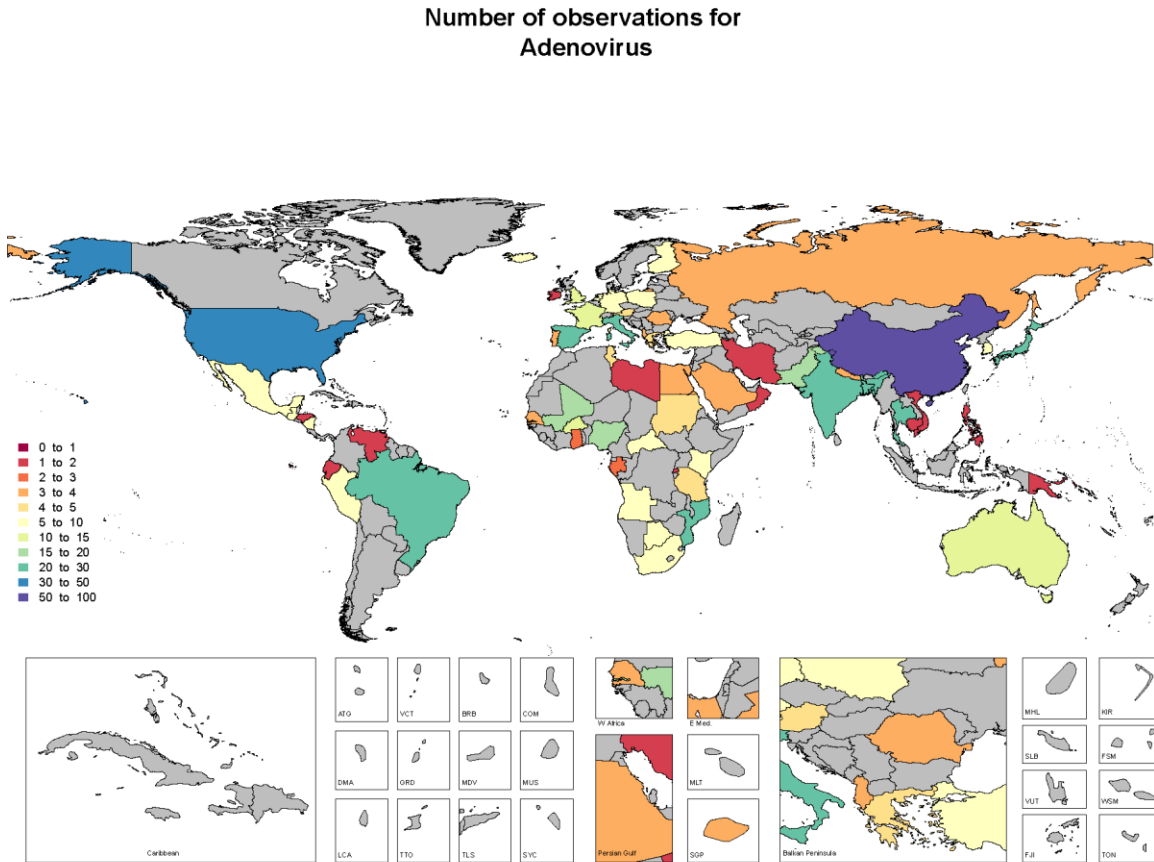 Number of observations for
Adenovirus
0 to 1
1 to 2
2 to 3
3 to 4
4 to 5
5 to 10
10 to 15
15 to 20
20 to 30
30 to 50
50 to 100
Caribbean
ATG
VCT
BRB
COM
DMA
GRD
MDV
MUS
LCA
TTO
TLS
SYC
W Africa
E Med.
Persian Gulf
MLT
SGP
Balkan Peninsula
MHL
KIR
SLB
FSM
VUT
WSM
FJI
TON